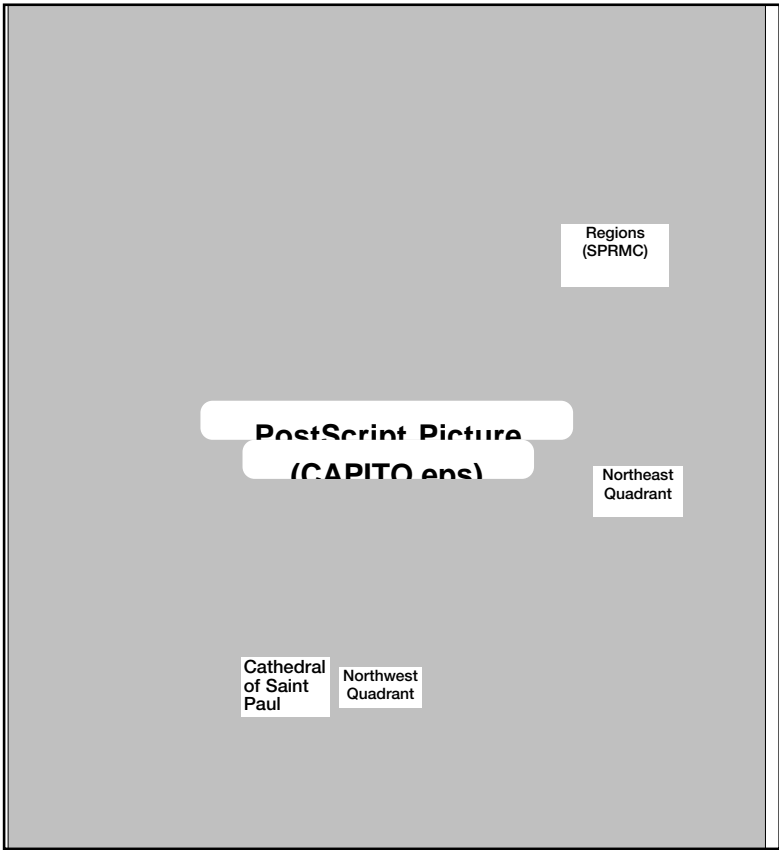 Regions
(SPRMC)
PostScript Picture
(CAPITO.eps)
Northeast
Quadrant
Cathedral
of Saint
Paul
Northwest
Quadrant